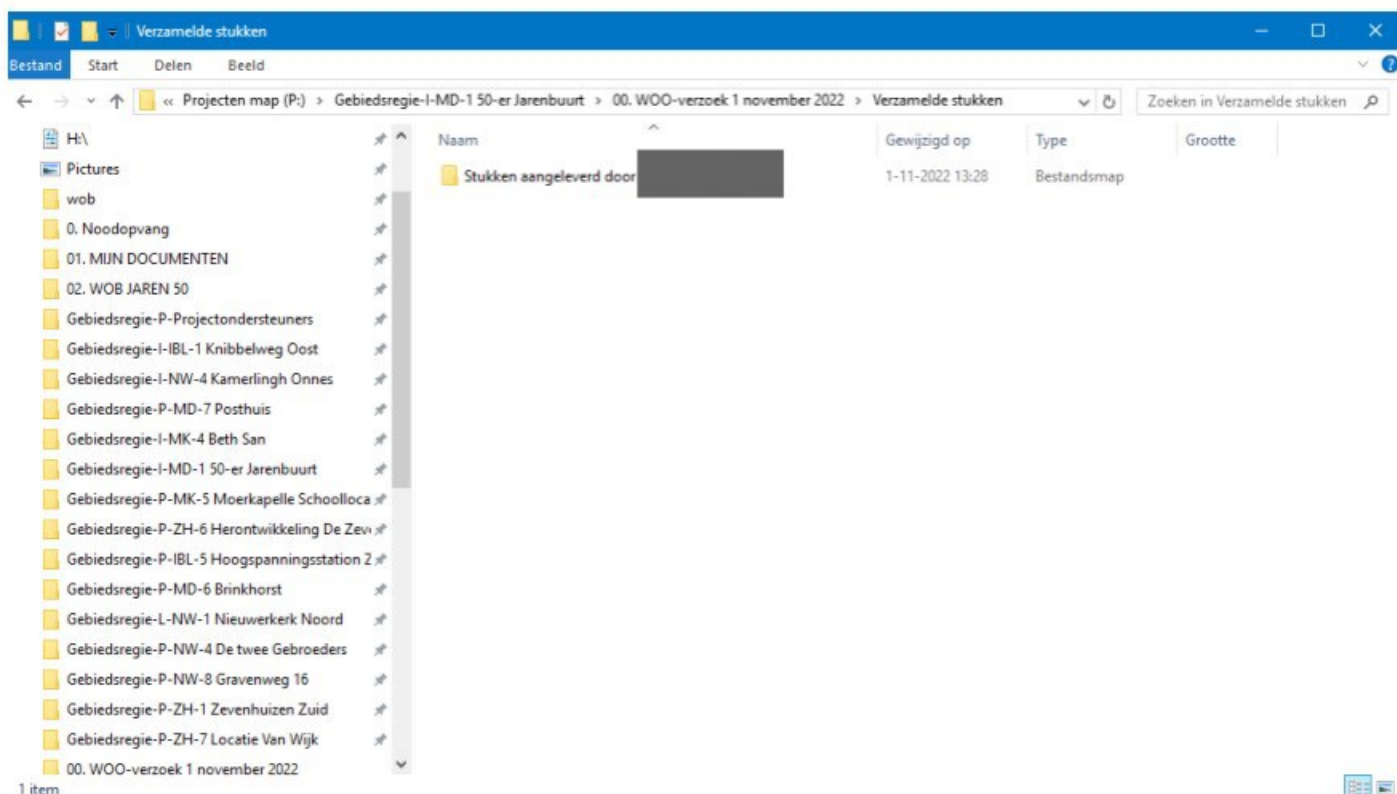 Verzamelde stukken
Bestand Start Delen Beeld
« Projecten map (P:) > Gebiedsregie-I-MD-1 50-er Jarenbuurt > 00. WOO-verzoek 1 november 2022 > Verzamelde stukken
Zoeken in Verzamelde stukken
Naam Gewijzigd op Type Grootte
Stukken aangeleverd door 1-11-2022 13:28 Bestandsmap
H:\
Pictures
wob
0. Noodopvang
01. MIJN DOCUMENTEN
02. WOB JAREN 50
Gebiedsregie-P-Projectondersteuners
Gebiedsregie-I-IBL-1 Knibbelweg Oost
Gebiedsregie-I-NW-4 Kamerlingh Onnes
Gebiedsregie-P-MD-7 Posthuis
Gebiedsregie-I-MK-4 Beth San
Gebiedsregie-I-MD-1 50-er Jarenbuurt
Gebiedsregie-P-MK-5 Moerkapelle Schoolloca
Gebiedsregie-P-ZH-6 Herontwikkeling De Zev
Gebiedsregie-P-IBL-5 Hoogspanningsstation 2
Gebiedsregie-P-MD-6 Brinkhorst
Gebiedsregie-L-NW-1 Nieuwerkerk Noord
Gebiedsregie-P-NW-4 De twee Gebroeders
Gebiedsregie-P-NW-8 Gravenweg 16
Gebiedsregie-P-ZH-1 Zevenhuizen Zuid
Gebiedsregie-P-ZH-7 Locatie Van Wijk
00. WOO-verzoek 1 november 2022
1 item